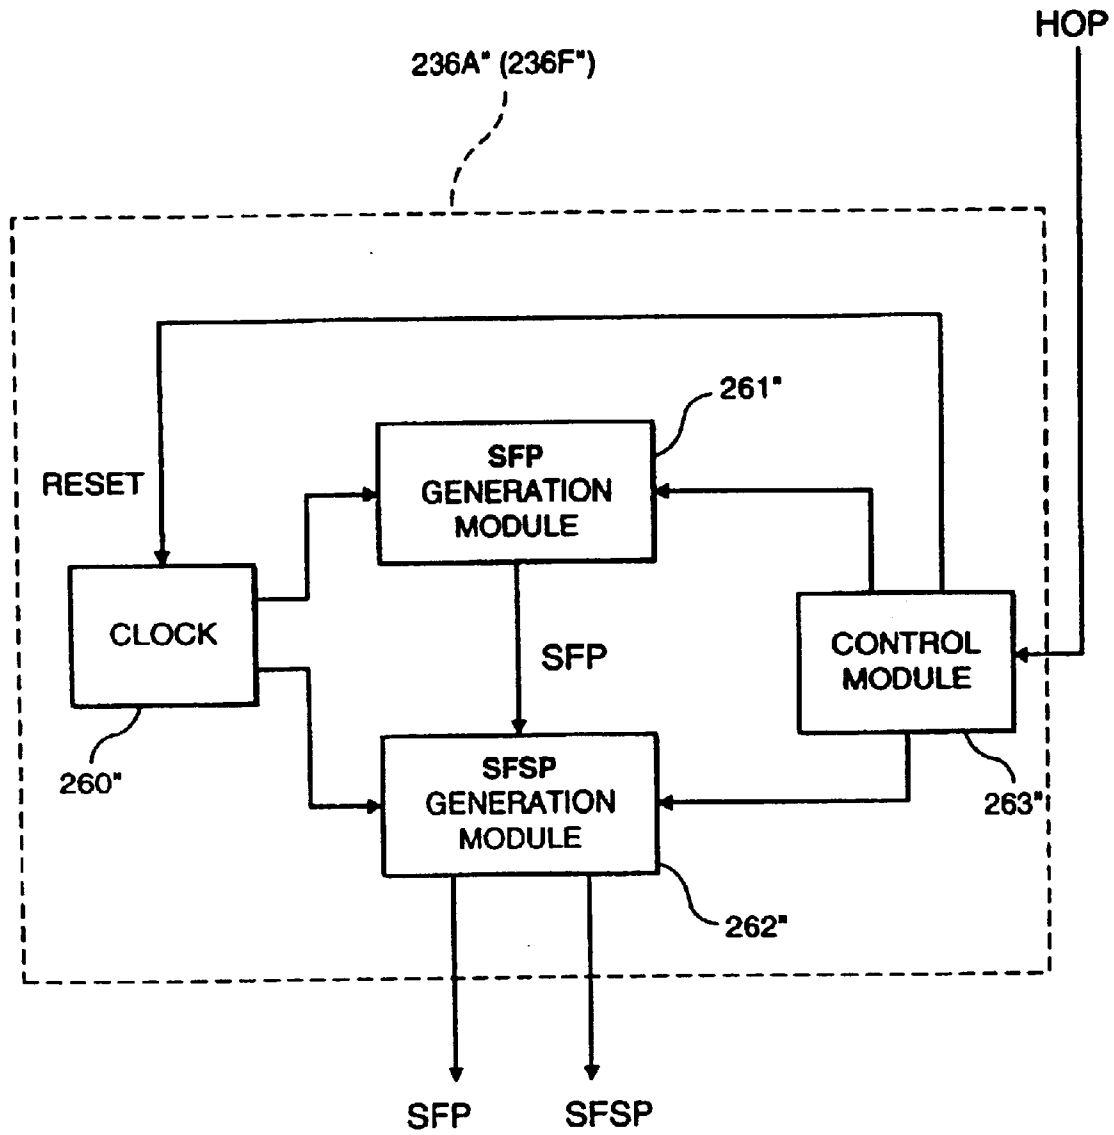 HOP
236A" (236F")
261"
SFP
GENERATION
MODULE
RESET
CLOCK
SFP
CONTROL
MODULE
260"
SFSP
GENERATION
MODULE
263"
262"
SFP
SFSP